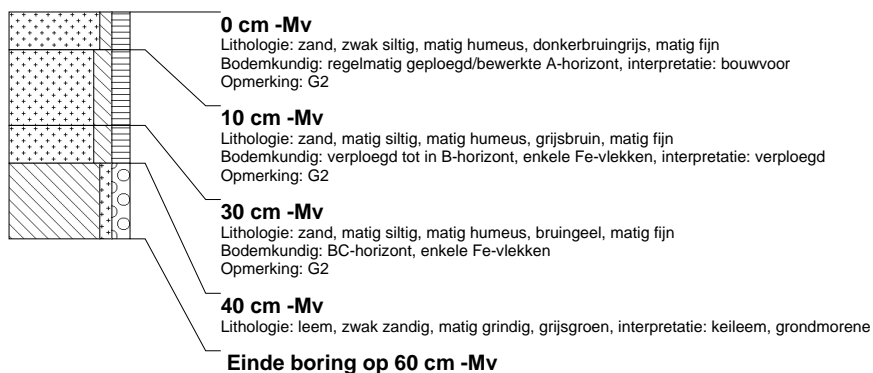 0 cm -Mv
Lithologie: zand, zwak siltig, matig humeus, donkerbruingrijs, matig fijn
Bodemkundig: regelmatig geploegd/bewerkte A-horizont, interpretatie: bouwvoor
Opmerking: G2
10 cm -Mv
Lithologie: zand, matig siltig, matig humeus, grijsbruin, matig fijn
Bodemkundig: verploegd tot in B-horizont, enkele Fe-vlekken, interpretatie: verploegd
Opmerking: G2
30 cm -Mv
Lithologie: zand, matig siltig, matig humeus, bruingeel, matig fijn
Bodemkundig: BC-horizont, enkele Fe-vlekken
Opmerking: G2
40 cm -Mv
Lithologie: leem, zwak zandig, matig grindig, grijsgroen, interpretatie: keileem, grondmorene
Einde boring op 60 cm -Mv